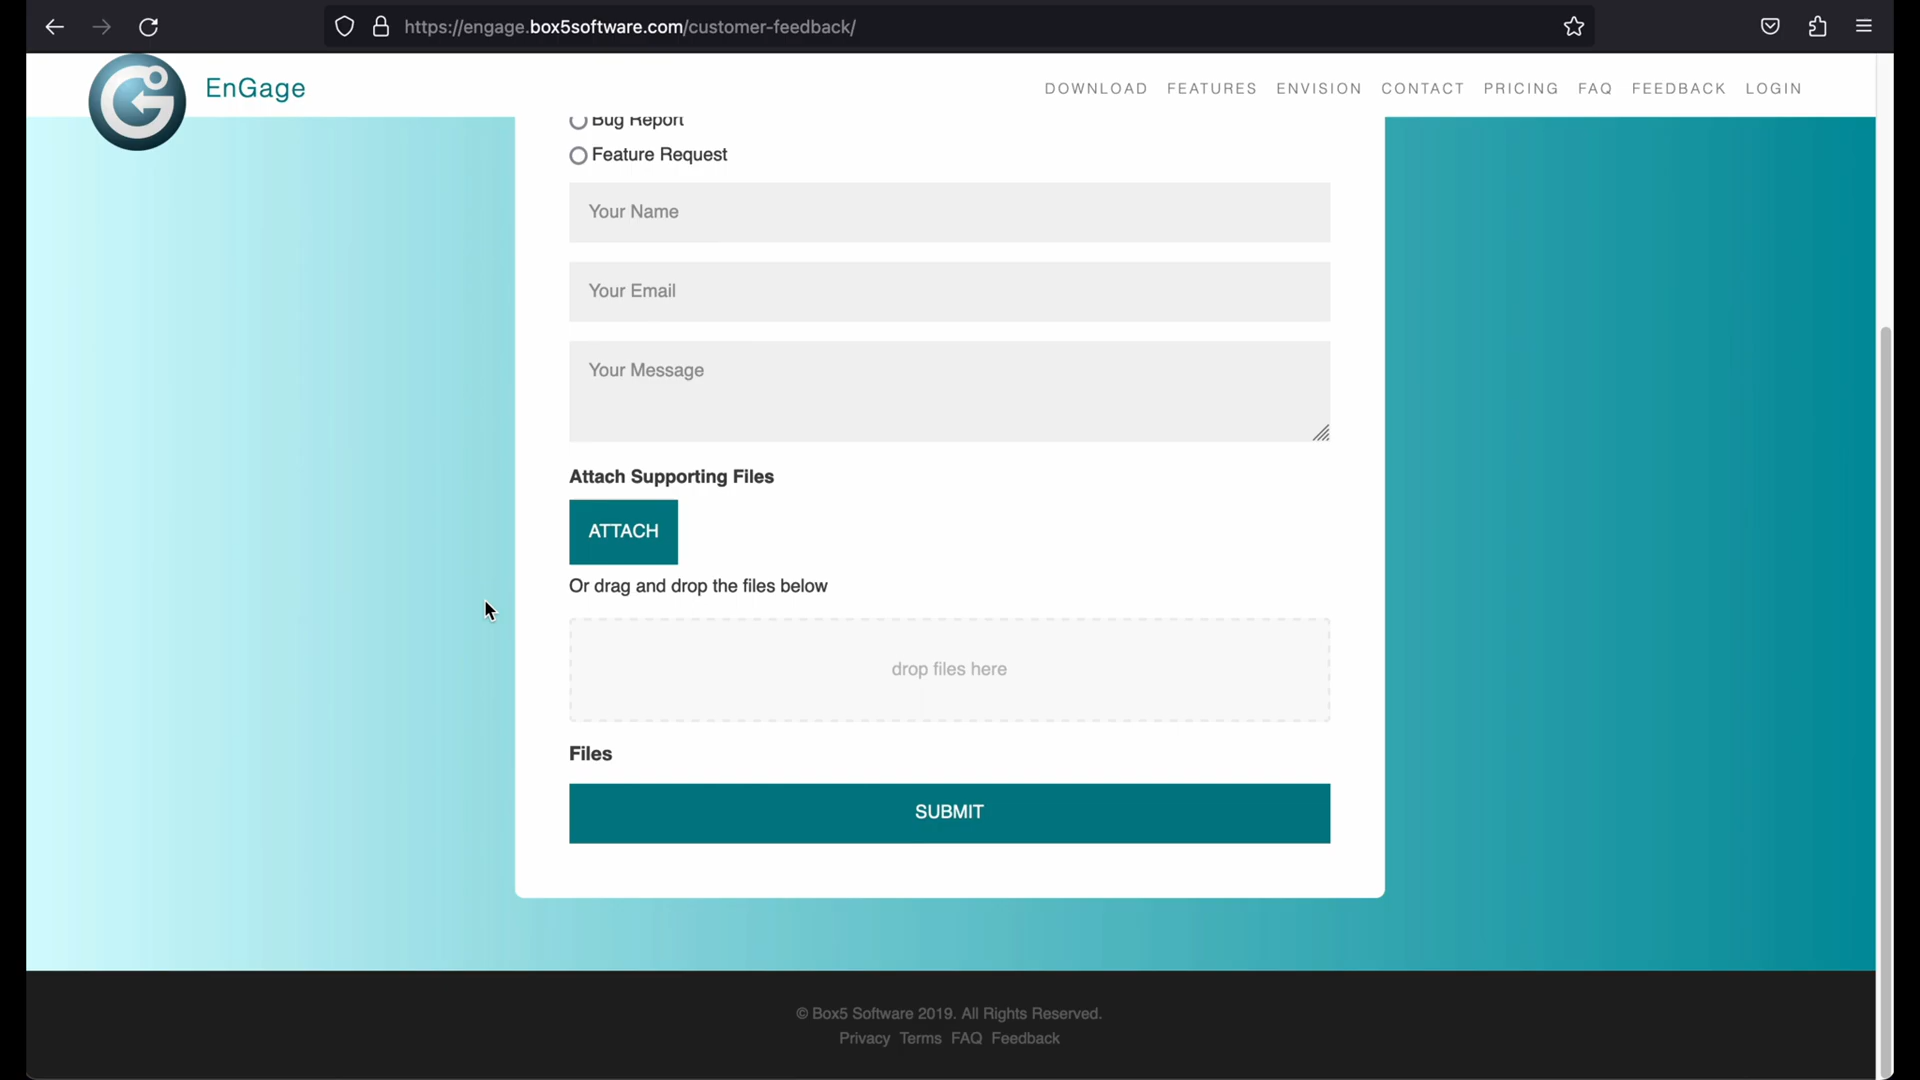 https://engage.box5software.com/customer-feedback/
EnGage
DOWNLOAD FEATURES ENVISION CONTACT PRICING FAQ FEEDBACK LOGIN
Bug Report
Feature Request
Your Name
Your Email
Your Message
Attach Supporting Files
ATTACH
Or drag and drop the files below
drop files here
Files
SUBMIT
© Box5 Software 2019. All Rights Reserved.
Privacy Terms FAQ Feedback